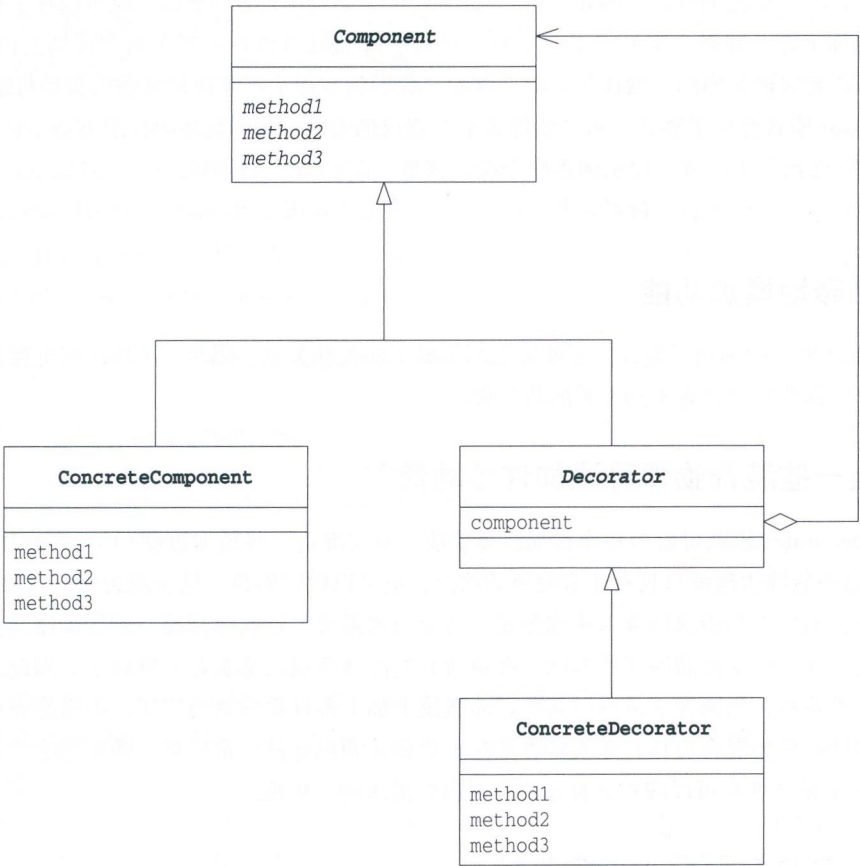 Component
method1
method2
method3
ConcreteComponent
method1
method2
method3
Decorator
component
ConcreteDecorator
method1
method2
method3